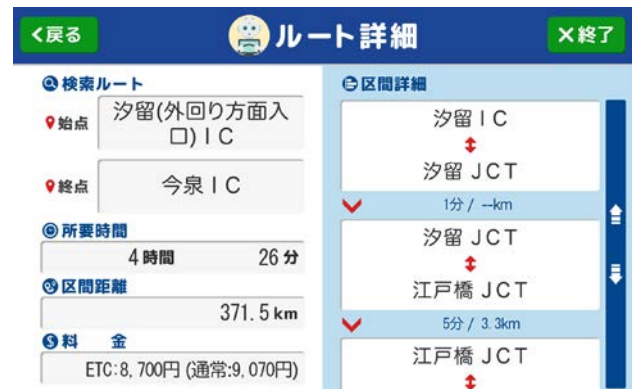 <戻る
ルート詳細
×終了
検索ルート
始点
汐留(外回り方面入
口)IC
終点
今泉IC
所要時間
4時間 26分
区間距離
371.5km
料 金
ETC:8,700円(通常:9,070円)
区間詳細
汐留IC
汐留JCT
1分/--km
汐留JCT
江戸橋JCT
5分/3.3km
江戸橋JCT